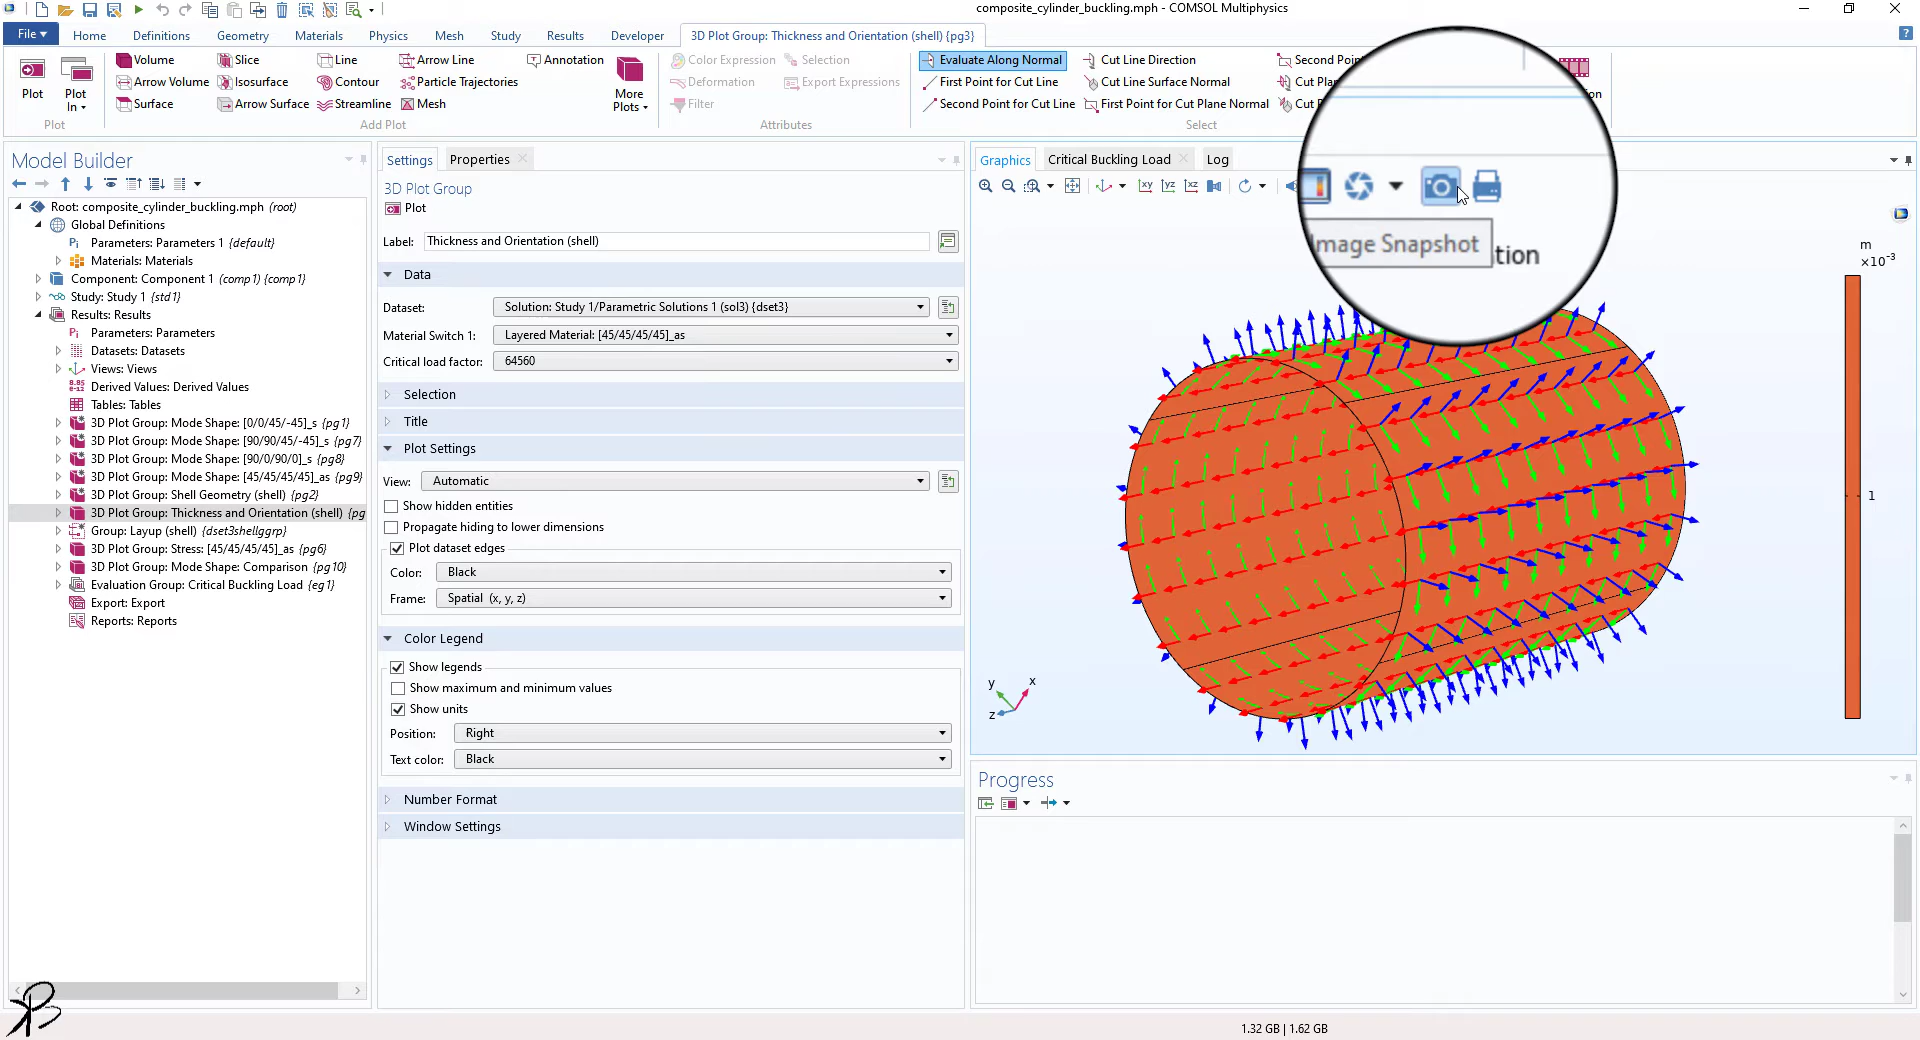 composite_cylinder_buckling.mph - COMSOL Multiphysics
File Home Definitions Geometry Materials Physics Mesh Study Results Developer 3D Plot Group: Thickness and Orientation (shell) {pg3}
Volume Slice Line Arrow Line Annotation Color Expression Selection Evaluate Along Normal Cut Line Direction Second Poin
Arrow Volume Isosurface Contour Particle Trajectories Deformation Export Expressions First Point for Cut Line Cut Line Surface Normal Cut Plan
Surface Arrow Surface Streamline Mesh Filter Second Point for Cut Line First Point for Cut Plane Normal Cut P
Plot Plot In More Plots
Plot Add Plot Attributes Select
Model Builder
Root: composite_cylinder_buckling.mph (root)
Global Definitions
Pi Parameters: Parameters 1 {default}
Materials: Materials
Component: Component 1 (comp1) {comp1}
Study: Study 1 {std1}
Results: Results
Pi Parameters: Parameters
Datasets: Datasets
Views: Views
8.85 e-12 Derived Values: Derived Values
Tables: Tables
3D Plot Group: Mode Shape: [0/0/45/-45]_s {pg1}
3D Plot Group: Mode Shape: [90/90/45/-45]_s {pg7}
3D Plot Group: Mode Shape: [90/0/90/0]_s {pg8}
3D Plot Group: Mode Shape: [45/45/45/45]_as {pg9}
3D Plot Group: Shell Geometry (shell) {pg2}
3D Plot Group: Thickness and Orientation (shell) {pg
Group: Layup (shell) {dset3shellggrp}
3D Plot Group: Stress: [45/45/45/45]_as {pg6}
3D Plot Group: Mode Shape: Comparison {pg10}
Evaluation Group: Critical Buckling Load {eg1}
Export: Export
Reports: Reports
Settings Properties
3D Plot Group
Plot
Label: Thickness and Orientation (shell)
Data
Dataset: Solution: Study 1/Parametric Solutions 1 (sol3) {dset3}
Material Switch 1: Layered Material: [45/45/45/45]_as
Critical load factor: 64560
Selection
Title
Plot Settings
View: Automatic
Show hidden entities
Propagate hiding to lower dimensions
Plot dataset edges
Color: Black
Frame: Spatial (x, y, z)
Color Legend
Show legends
Show maximum and minimum values
Show units
Position: Right
Text color: Black
Number Format
Window Settings
Graphics Critical Buckling Load Log
xy yz xz
Image Snapshot
tion
m
×10⁻³
1
y x
z
Progress
1.32 GB | 1.62 GB